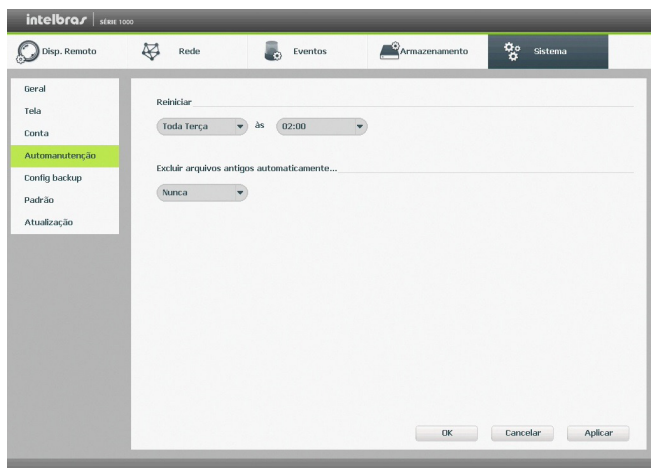 intelbras SÉRIE 1000
Disp. Remoto Rede Eventos Armazenamento Sistema
Geral
Tela
Conta
Automanutenção
Config backup
Padrão
Atualização
Reiniciar
Toda Terça às 02:00
Excluir arquivos antigos automaticamente...
Nunca
OK Cancelar Aplicar